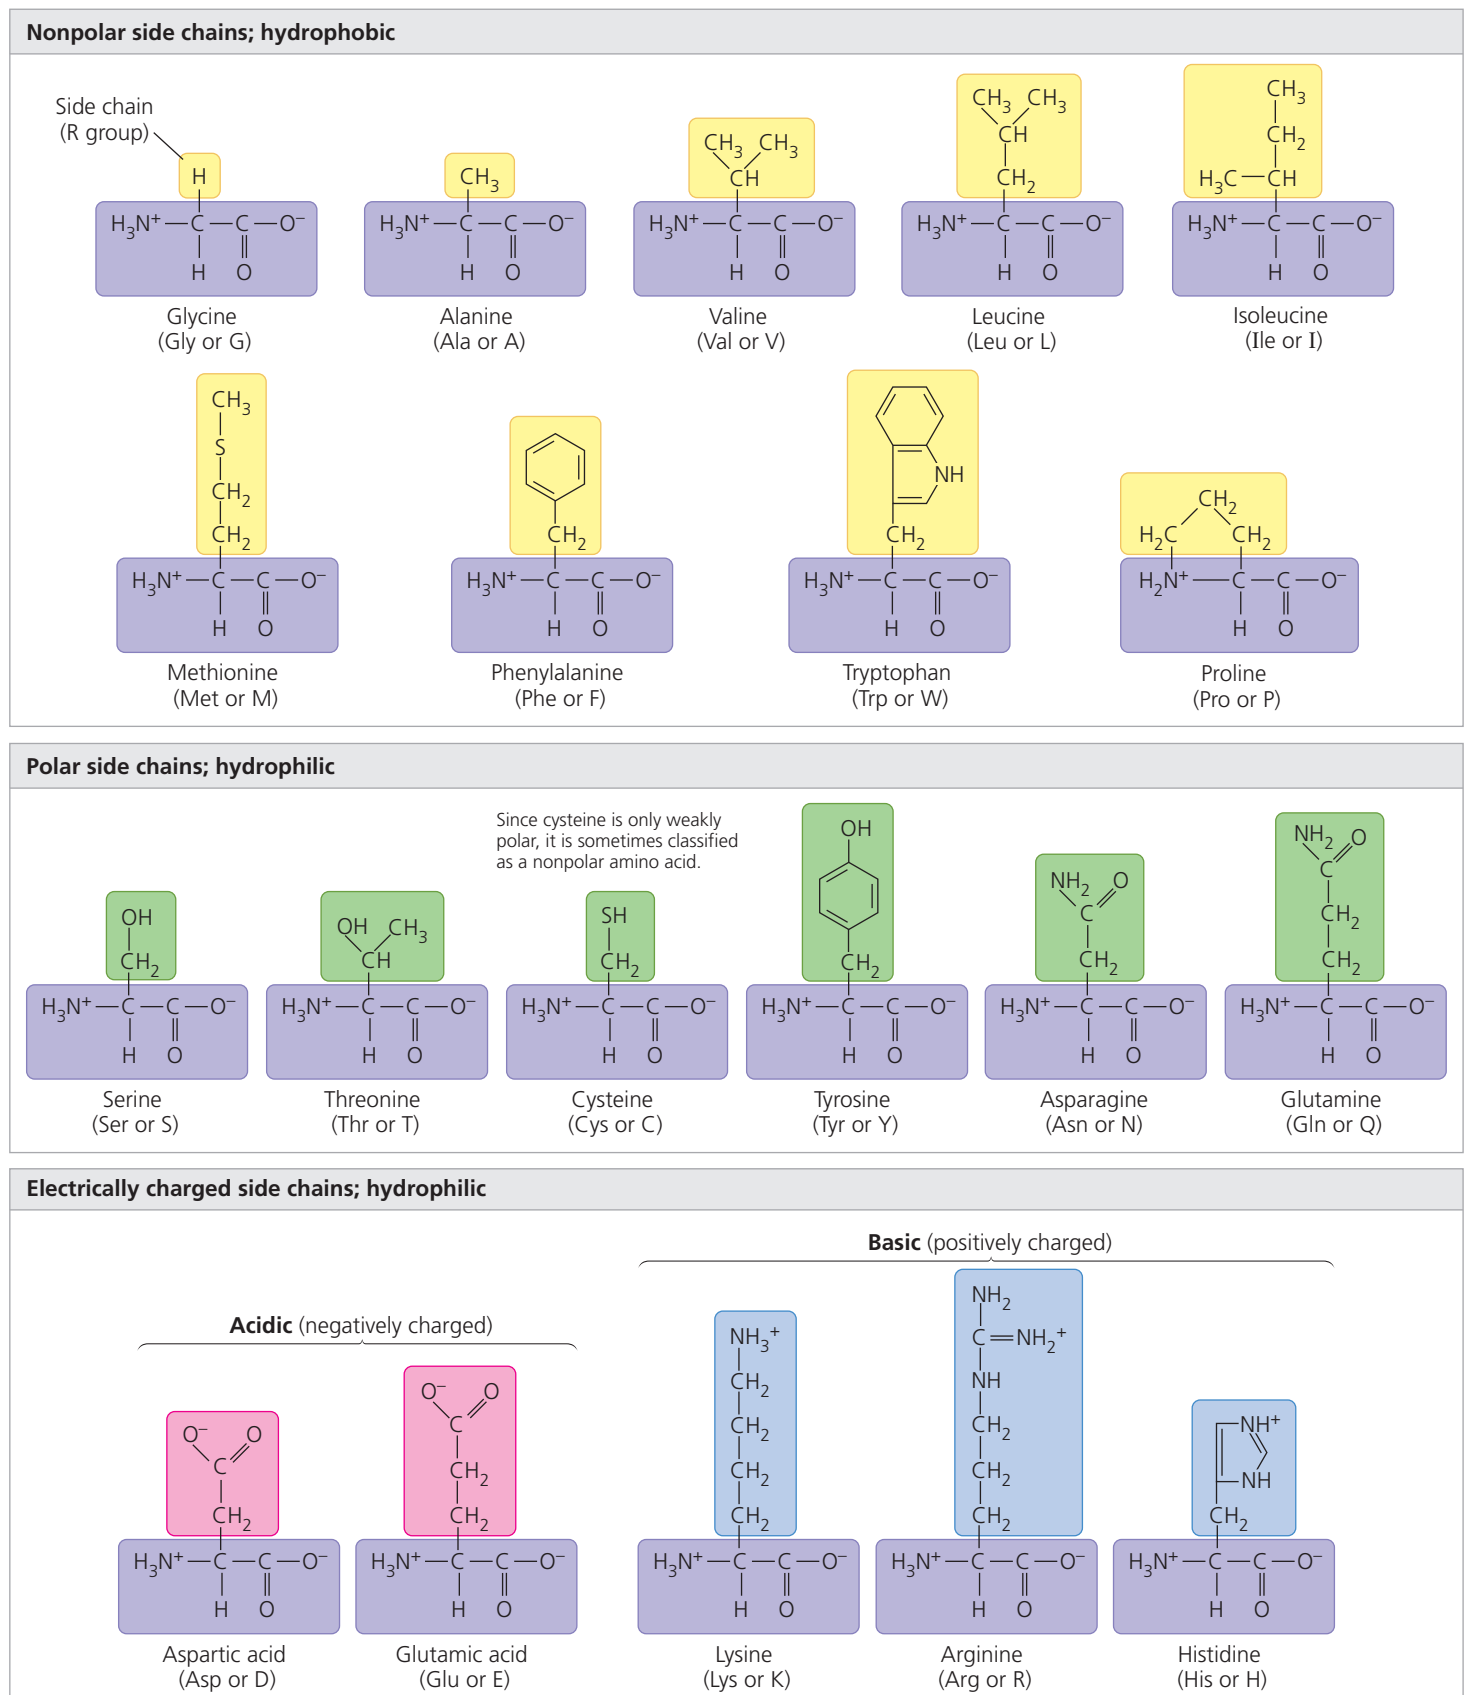 Nonpolar side chains; hydrophobic
Side chain
(R group)
H
H₃N⁺—C—C—O⁻
H O
Glycine
(Gly or G)
CH₃
H₃N⁺—C—C—O⁻
H O
Alanine
(Ala or A)
CH₃ CH₃
CH
H₃N⁺—C—C—O⁻
H O
Valine
(Val or V)
CH₃ CH₃
CH
CH₂
H₃N⁺—C—C—O⁻
H O
Leucine
(Leu or L)
CH₃
CH₂
H₃C—CH
H₃N⁺—C—C—O⁻
H O
Isoleucine
(Ile or I)
CH₃
S
CH₂
CH₂
H₃N⁺—C—C—O⁻
H O
Methionine
(Met or M)
CH₂
H₃N⁺—C—C—O⁻
H O
Phenylalanine
(Phe or F)
NH
CH₂
H₃N⁺—C—C—O⁻
H O
Tryptophan
(Trp or W)
CH₂
H₂C CH₂
H₂N⁺—C—C—O⁻
H O
Proline
(Pro or P)
Polar side chains; hydrophilic
OH
CH₂
H₃N⁺—C—C—O⁻
H O
Serine
(Ser or S)
OH CH₃
CH
H₃N⁺—C—C—O⁻
H O
Threonine
(Thr or T)
Since cysteine is only weakly
polar, it is sometimes classified
as a nonpolar amino acid.
SH
CH₂
H₃N⁺—C—C—O⁻
H O
Cysteine
(Cys or C)
OH
CH₂
H₃N⁺—C—C—O⁻
H O
Tyrosine
(Tyr or Y)
NH₂ O
C
CH₂
H₃N⁺—C—C—O⁻
H O
Asparagine
(Asn or N)
NH₂ O
C
CH₂
CH₂
H₃N⁺—C—C—O⁻
H O
Glutamine
(Gln or Q)
Electrically charged side chains; hydrophilic
Acidic (negatively charged)
O⁻ O
C
CH₂
H₃N⁺—C—C—O⁻
H O
Aspartic acid
(Asp or D)
O⁻ O
C
CH₂
CH₂
H₃N⁺—C—C—O⁻
H O
Glutamic acid
(Glu or E)
Basic (positively charged)
NH₃⁺
CH₂
CH₂
CH₂
CH₂
H₃N⁺—C—C—O⁻
H O
Lysine
(Lys or K)
NH₂
C=NH₂⁺
NH
CH₂
CH₂
CH₂
H₃N⁺—C—C—O⁻
H O
Arginine
(Arg or R)
NH⁺
NH
CH₂
H₃N⁺—C—C—O⁻
H O
Histidine
(His or H)